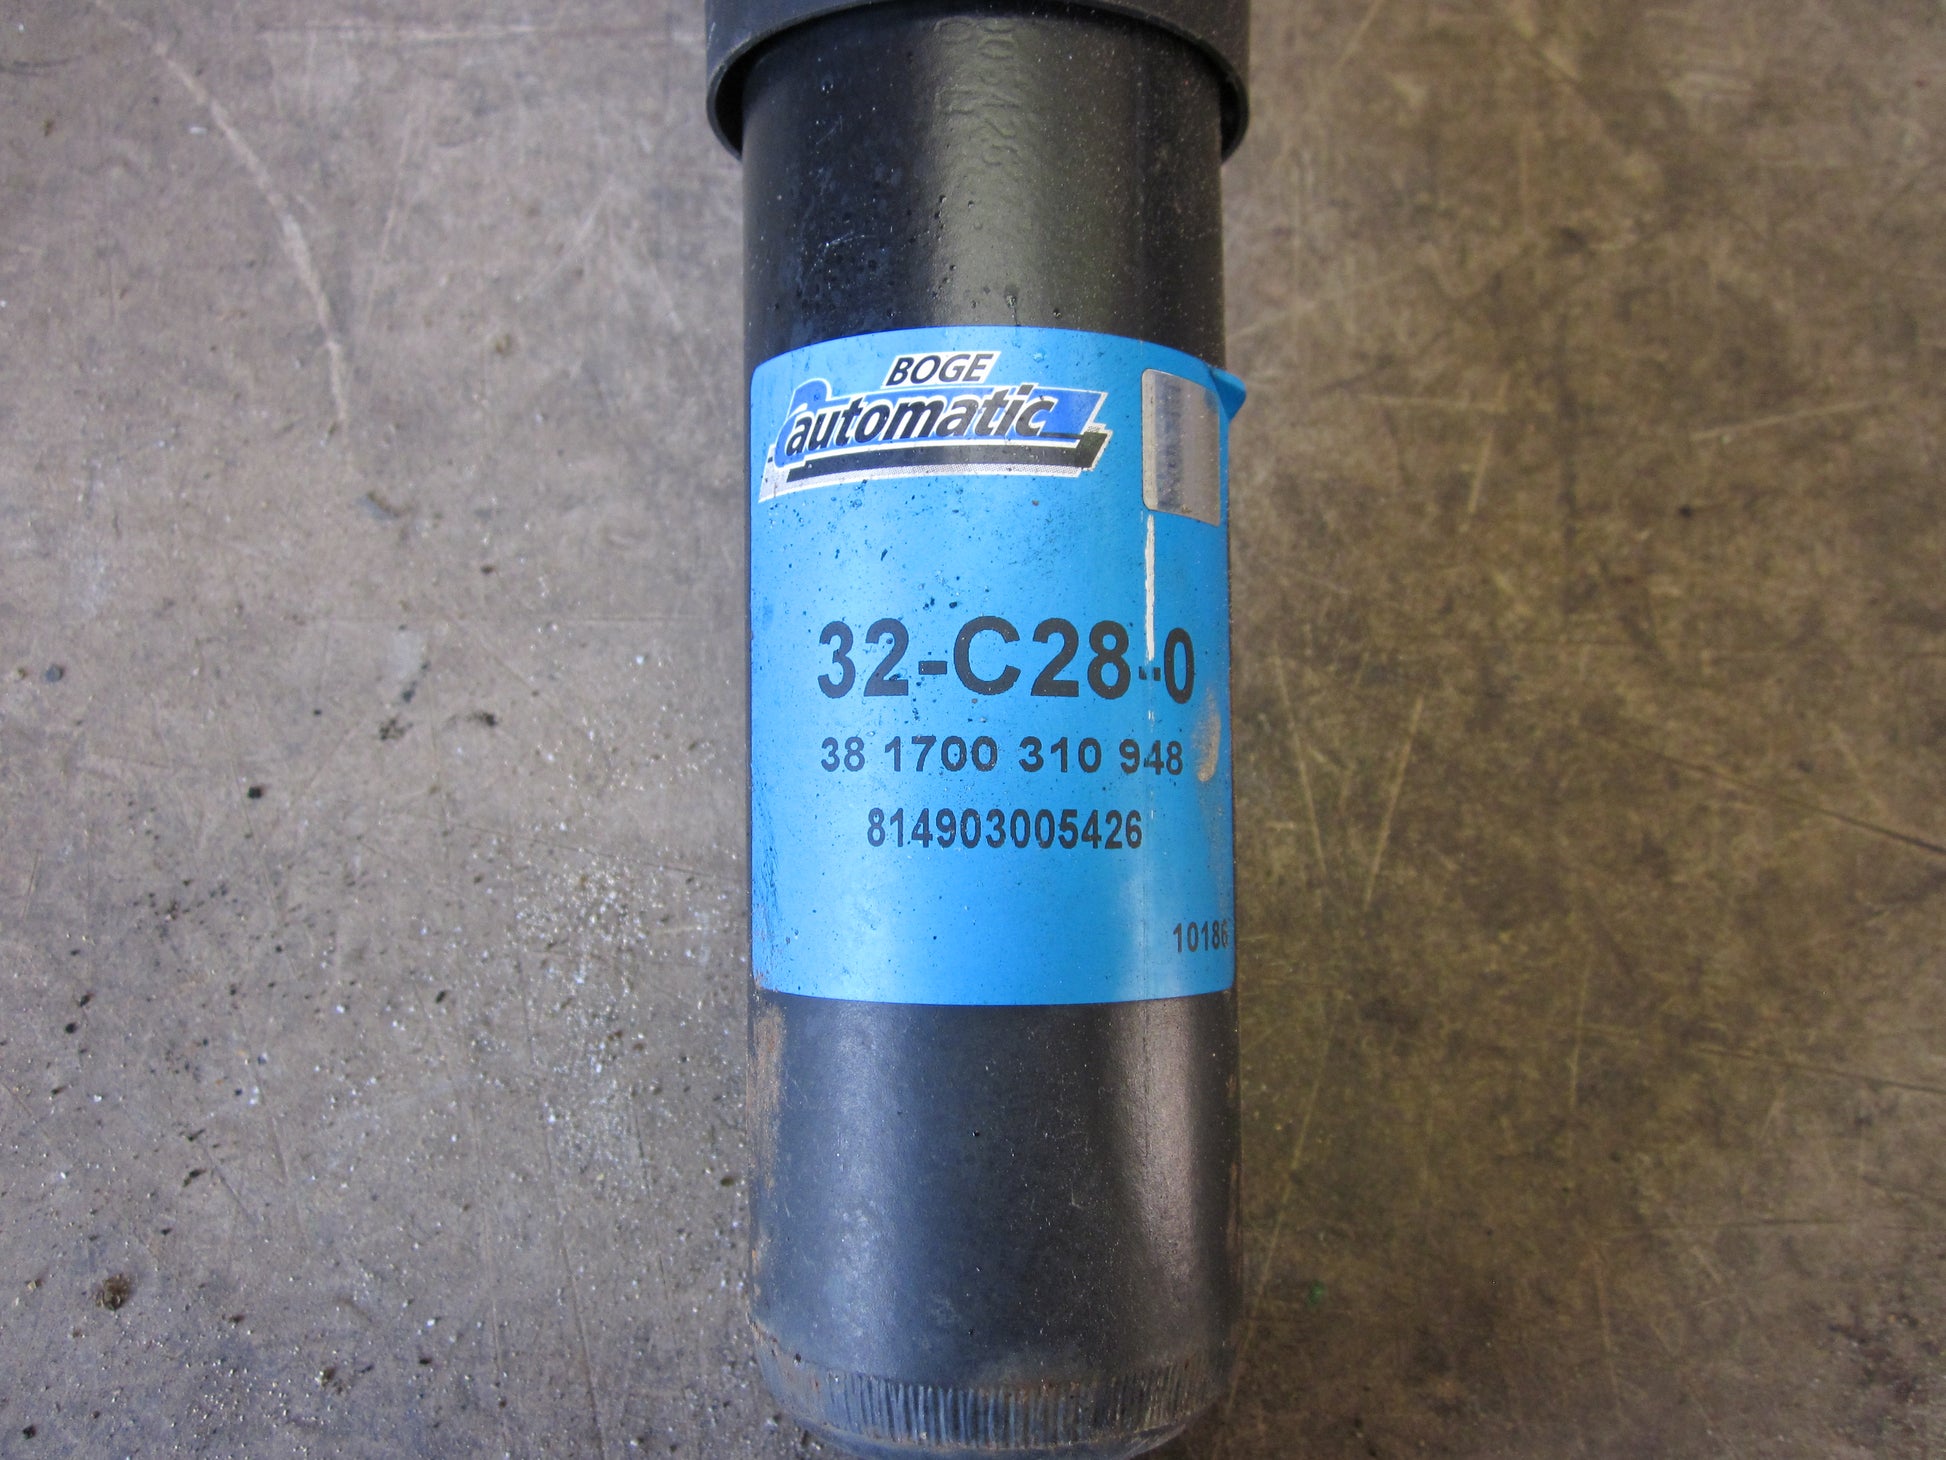 BOGE
automatic
32-C28-0
38 1700 310 948
814903005426
10186